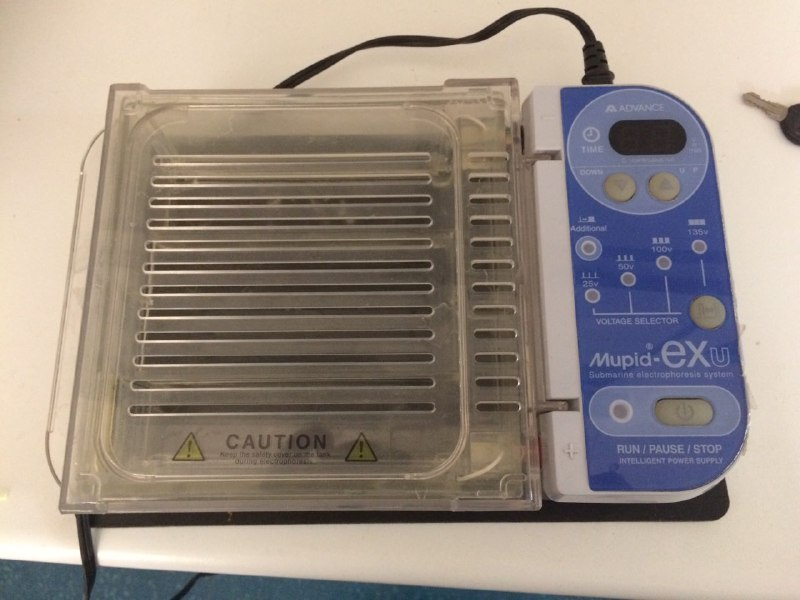 ADVANCE
TIME
DOWN
UP
Additional
25v
50v
100v
135v
VOLTAGE SELECTOR
Mupid®-exU
Submarine electrophoresis system
RUN / PAUSE / STOP
INTELLIGENT POWER SUPPLY
CAUTION
Keep the safety cover on the tank
during electrophoresis
- 
+